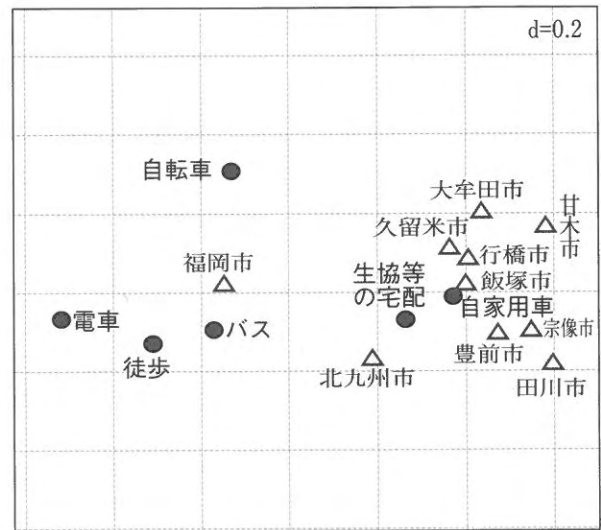 d=0.2
自転車
大牟田市
甘木市
久留米市
行橋市
福岡市
生協等
の宅配
飯塚市
自家用車
電車
バス
宗像市
徒歩
豊前市
北九州市
田川市